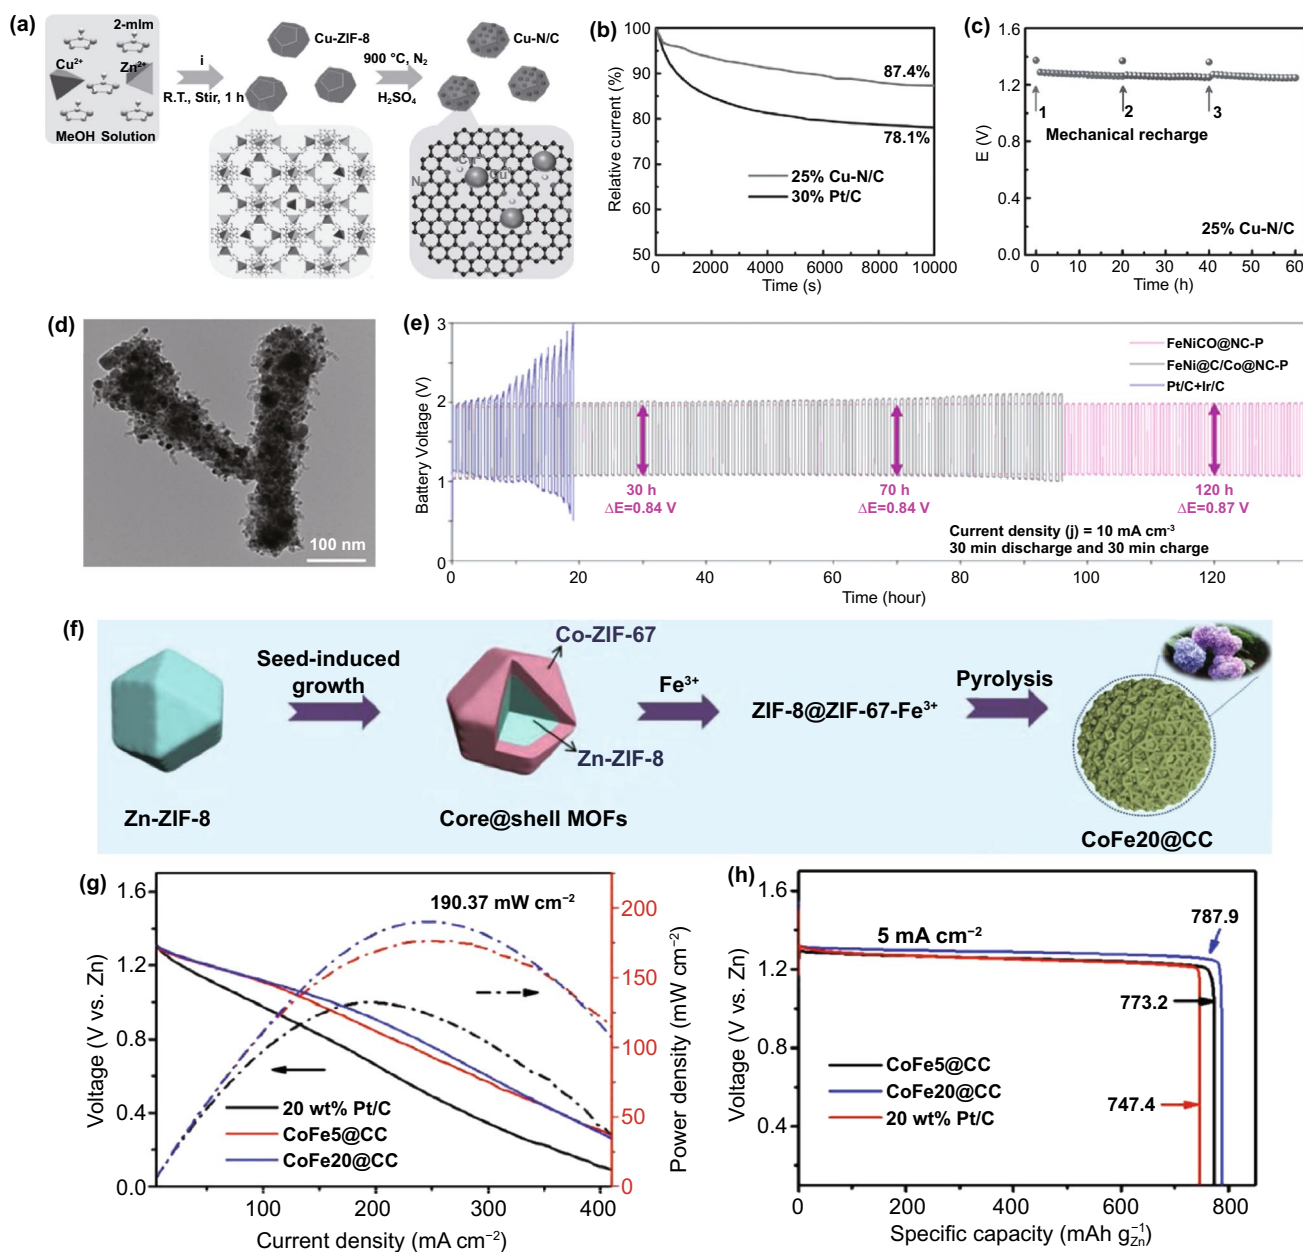 (a)
2-mIm
Cu²⁺
Zn²⁺
MeOH Solution
i
R.T., Stir, 1 h
Cu-ZIF-8
900 °C, N₂
H₂SO₄
Cu-N/C
N
(b)
Relative current (%)
100
90
80
70
60
50
87.4%
78.1%
25% Cu-N/C
30% Pt/C
0 2000 4000 6000 8000 10000
Time (s)
(c)
E (V)
1.6
1.2
0.8
0.4
0.0
1 2 3
Mechanical recharge
25% Cu-N/C
0 10 20 30 40 50 60
Time (h)
(d)
100 nm
(e)
Battery Voltage (V)
3
2
1
0
FeNiCO@NC-P
FeNi@C/Co@NC-P
Pt/C+Ir/C
30 h
ΔE=0.84 V
70 h
ΔE=0.84 V
120 h
ΔE=0.87 V
Current density (j) = 10 mA cm⁻³
30 min discharge and 30 min charge
0 20 40 60 80 100 120
Time (hour)
(f)
Zn-ZIF-8
Seed-induced
growth
Co-ZIF-67
Zn-ZIF-8
Core@shell MOFs
Fe³⁺
ZIF-8@ZIF-67-Fe³⁺
Pyrolysis
CoFe20@CC
(g)
Voltage (V vs. Zn)
1.6
1.2
0.8
0.4
0.0
190.37 mW cm⁻²
20 wt% Pt/C
CoFe5@CC
CoFe20@CC
200
150
100
50
0
Power density (mW cm⁻²)
0 100 200 300 400
Current density (mA cm⁻²)
(h)
Voltage (V vs. Zn)
1.6
1.2
0.8
0.4
5 mA cm⁻²
787.9
773.2
747.4
CoFe5@CC
CoFe20@CC
20 wt% Pt/C
0 200 400 600 800
Specific capacity (mAh g⁻¹Zn)